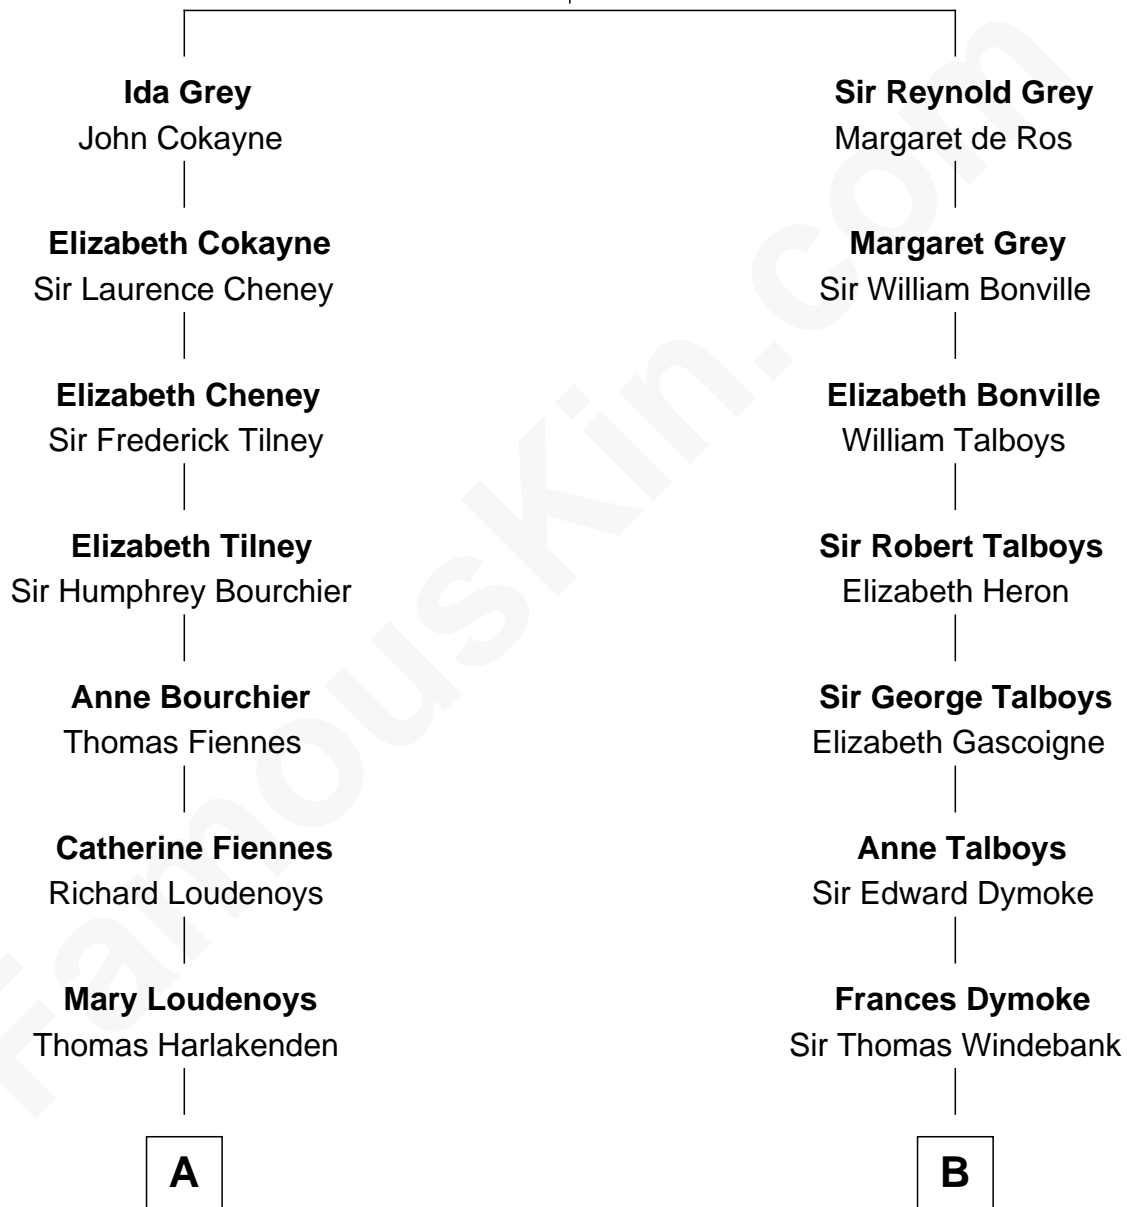 Ida Grey
John Cokayne
Sir Reynold Grey
Margaret de Ros
Elizabeth Cokayne
Sir Laurence Cheney
Margaret Grey
Sir William Bonville
Elizabeth Cheney
Sir Frederick Tilney
Elizabeth Bonville
William Talboys
Elizabeth Tilney
Sir Humphrey Bourchier
Sir Robert Talboys
Elizabeth Heron
Anne Bourchier
Thomas Fiennes
Sir George Talboys
Elizabeth Gascoigne
Catherine Fiennes
Richard Loudenoys
Anne Talboys
Sir Edward Dymoke
Mary Loudenoys
Thomas Harlakenden
Frances Dymoke
Sir Thomas Windebank
A
B
FamousKin.com